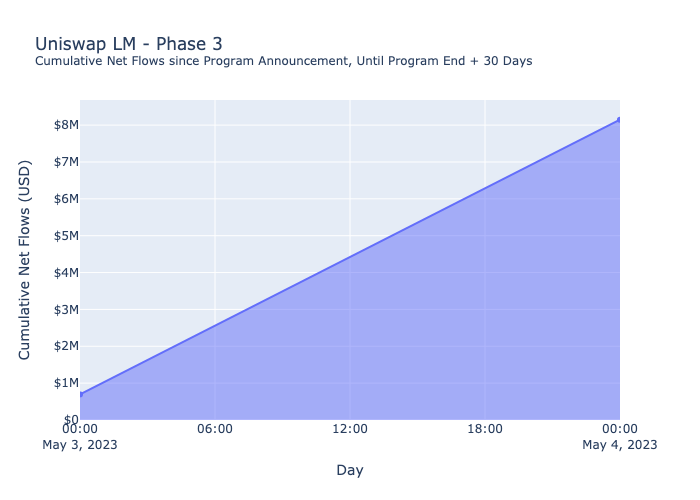 Uniswap LM - Phase 3
Cumulative Net Flows since Program Announcement, Until Program End + 30 Days
Cumulative Net Flows (USD)
$8M
$7M
$6M
$5M
$4M
$3M
$2M
$1M
$0
00:00 06:00 12:00 18:00 00:00
May 3, 2023 May 4, 2023
Day